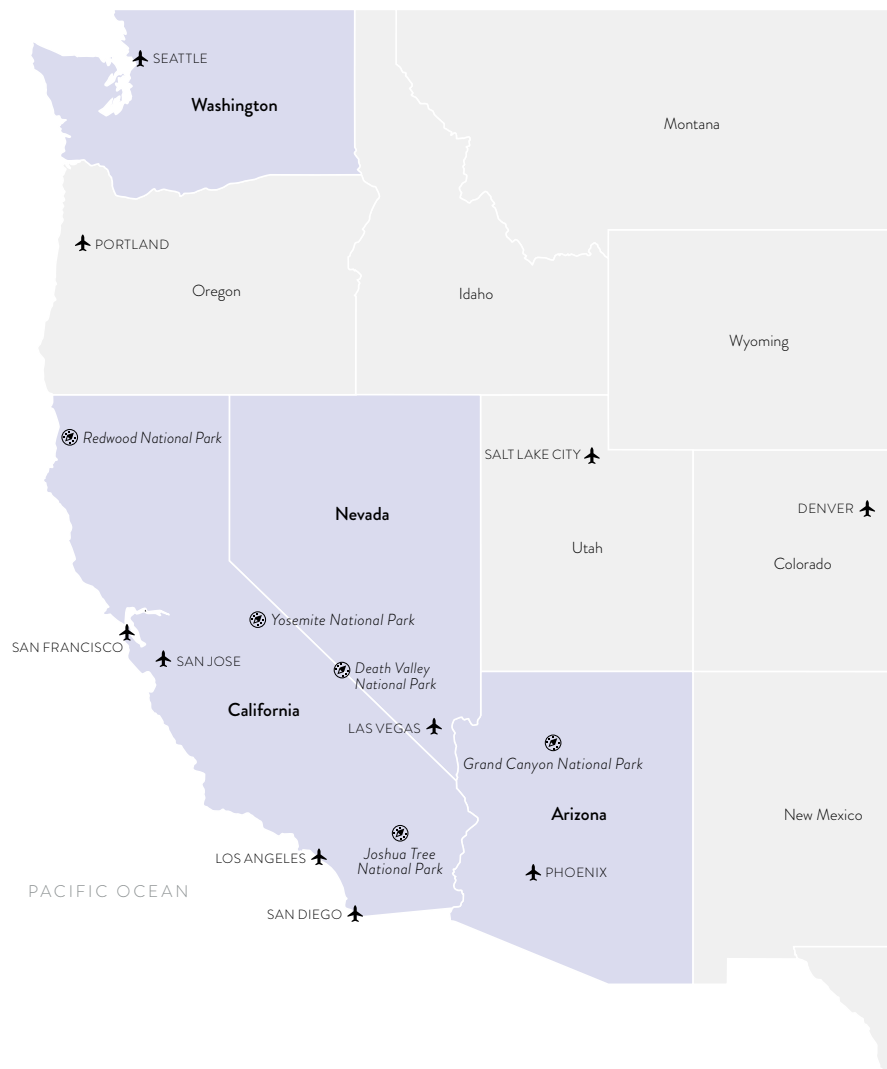 SEATTLE
Washington
Montana
PORTLAND
Oregon
Idaho
Wyoming
Redwood National Park
SALT LAKE CITY
DENVER
Nevada
Utah
Colorado
Yosemite National Park
SAN FRANCISCO
SAN JOSE
Death Valley
National Park
California
LAS VEGAS
Grand Canyon National Park
Arizona
New Mexico
LOS ANGELES
Joshua Tree
National Park
PHOENIX
PACIFIC OCEAN
SAN DIEGO